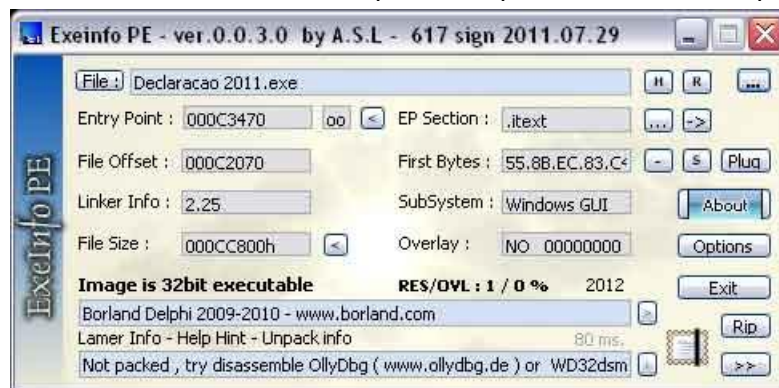 Exeinfo PE - ver.0.0.3.0 by A.S.L - 617 sign 2011.07.29
File : Declaracao 2011.exe H R ...
Entry Point : 000C3470 oo < EP Section : .itext ... ->
File Offset : 000C2070 First Bytes : 55.8B.EC.83.C4 - S Plug
Linker Info : 2.25 SubSystem : Windows GUI About
File Size : 000CC800h < Overlay : NO 00000000 Options
Image is 32bit executable RES/OVL : 1 / 0 % 2012 Exit
Borland Delphi 2009-2010 - www.borland.com >
Lamer Info - Help Hint - Unpack info 80 ms. Rip
Not packed , try disassemble OllyDbg ( www.ollydbg.de ) or WD32dsm >>
ExeInfo PE